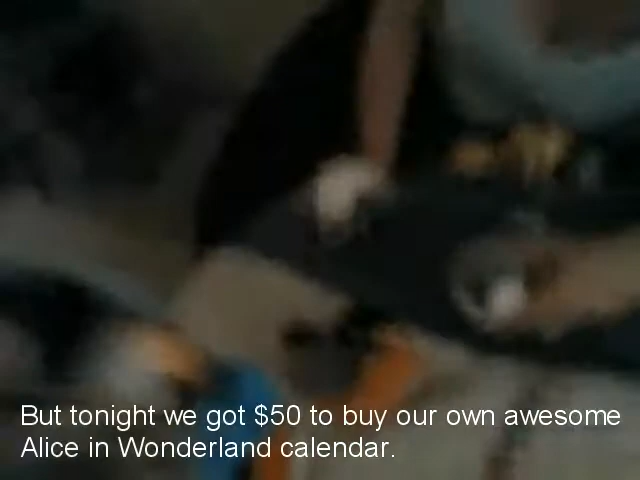 But tonight we got $50 to buy our own awesome
Alice in Wonderland calendar.